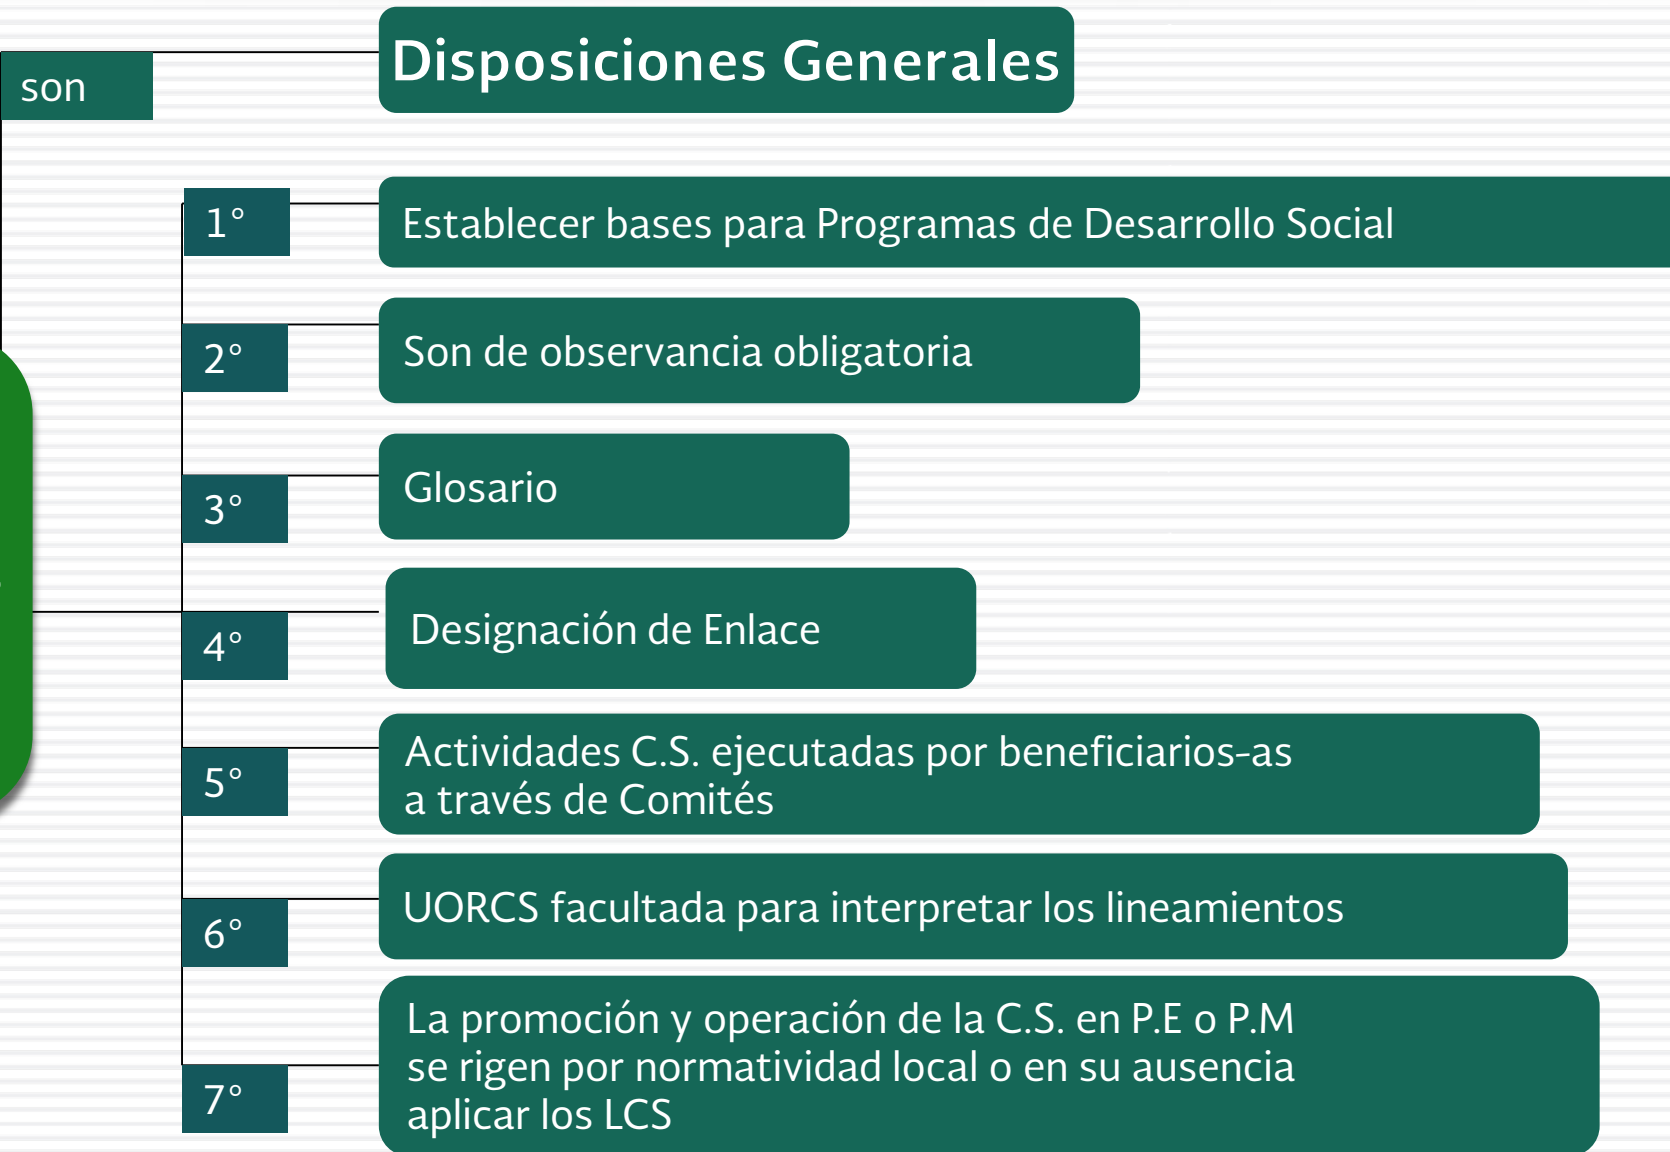 Disposiciones Generales
son
1°
Establecer bases para Programas de Desarrollo Social
2°
Son de observancia obligatoria
3°
Glosario
4°
Designación de Enlace
5°
Actividades C.S. ejecutadas por beneficiarios-as
a través de Comités
6°
UORCS facultada para interpretar los lineamientos
7°
La promoción y operación de la C.S. en P.E o P.M
se rigen por normatividad local o en su ausencia
aplicar los LCS